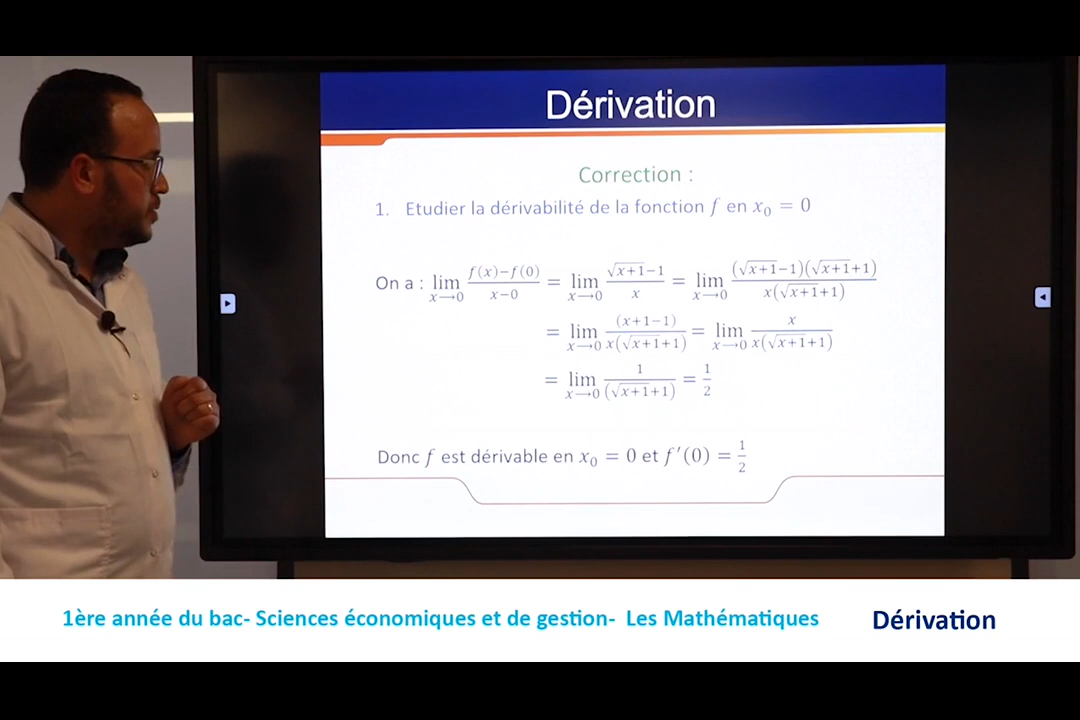 Dérivation
Correction :
1. Etudier la dérivabilité de la fonction f en x₀ = 0
On a : lim_{x→0} (f(x)−f(0))/(x−0) = lim_{x→0} (√(x+1)−1)/x = lim_{x→0} ((√(x+1)−1)(√(x+1)+1))/(x(√(x+1)+1))
= lim_{x→0} (x+1−1)/(x(√(x+1)+1)) = lim_{x→0} x/(x(√(x+1)+1))
= lim_{x→0} 1/((√(x+1)+1)) = 1/2
Donc f est dérivable en x₀ = 0 et f′(0) = 1/2
1ère année du bac- Sciences économiques et de gestion- Les Mathématiques
Dérivation